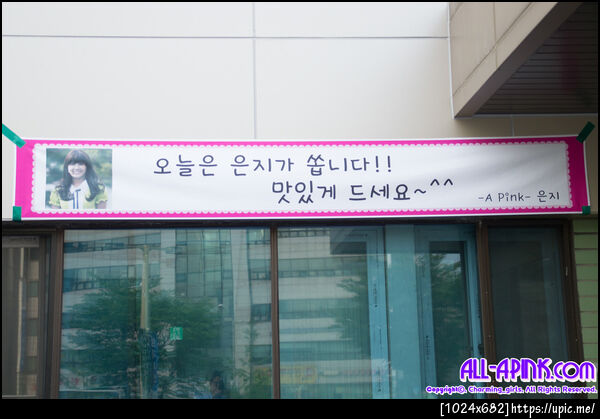 오늘은 은지가 쏩니다!!
맛있게 드세요~^^
-A Pink- 은지
ALL-APINK.COM
Copyright©. Charming girls. All Rights Reserved.
[1024x682]https://upic.me/